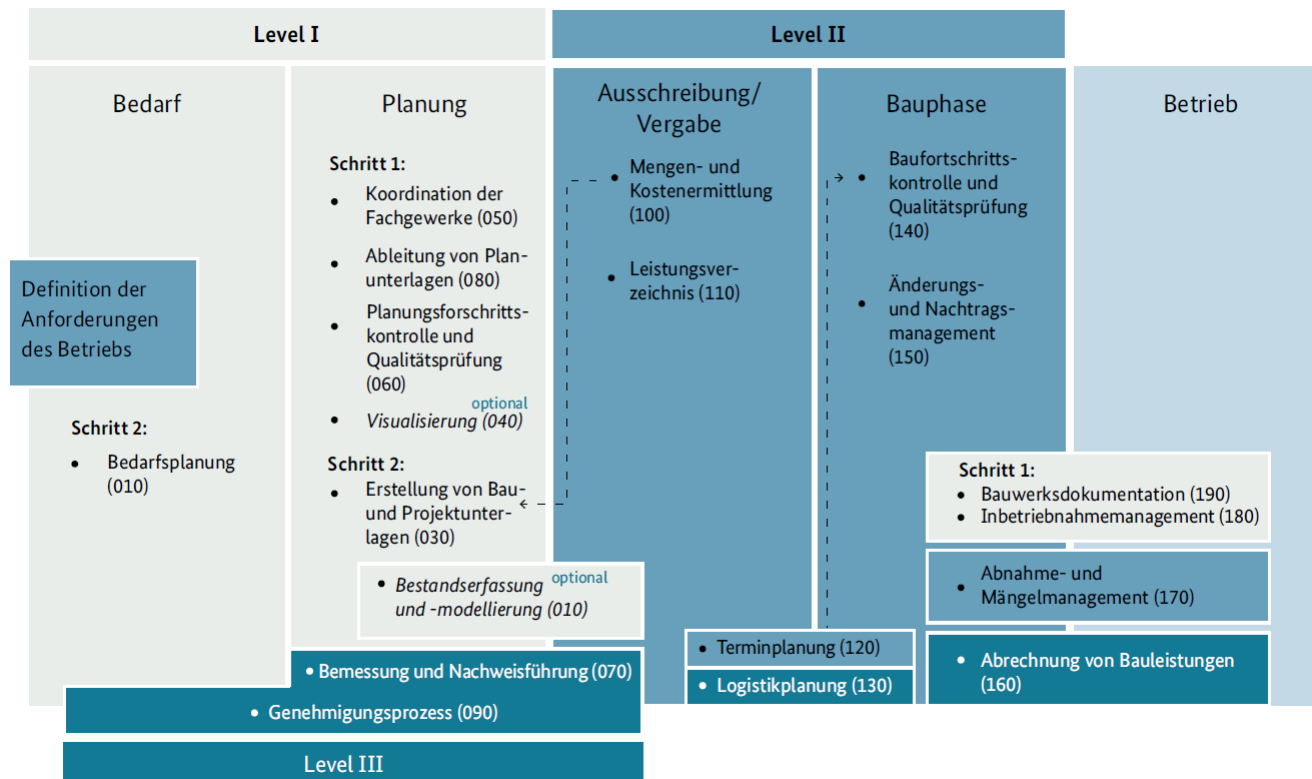 Level I
Level II
Bedarf
Planung
Ausschreibung/
Vergabe
Bauphase
Betrieb
Definition der
Anforderungen
des Betriebs
Schritt 2:
• Bedarfsplanung
(010)
Schritt 1:
• Koordination der
Fachgewerke (050)
• Ableitung von Plan-
unterlagen (080)
• Planungsforschritts-
kontrolle und
Qualitätsprüfung
(060)
optional
• Visualisierung (040)
Schritt 2:
• Erstellung von Bau-
und Projektunter-
lagen (030)
• Bestandserfassung optional
und -modellierung (010)
• Mengen- und
Kostenermittlung
(100)
• Leistungsver-
zeichnis (110)
• Baufortschritts-
kontrolle und
Qualitätsprüfung
(140)
• Änderungs-
und Nachtrags-
management
(150)
Schritt 1:
• Bauwerksdokumentation (190)
• Inbetriebnahmemanagement (180)
• Abnahme- und
Mängelmanagement (170)
• Terminplanung (120)
• Logistikplanung (130)
• Abrechnung von Bauleistungen
(160)
• Bemessung und Nachweisführung (070)
• Genehmigungsprozess (090)
Level III